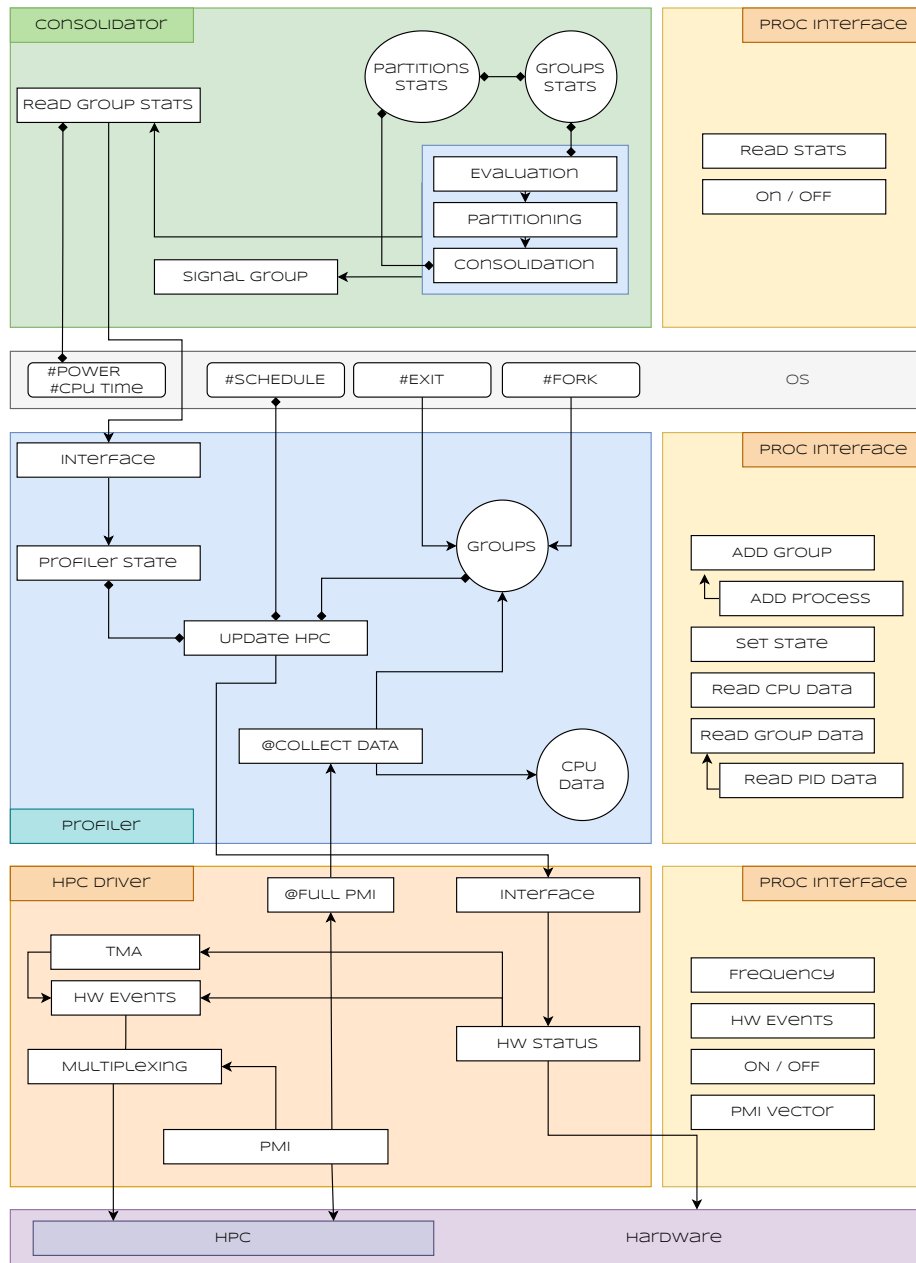 Consolidator
PROC Interface
Partitions
Stats
Groups
Stats
Read Group Stats
Read Stats
Evaluation
On / OFF
Partitioning
Consolidation
Signal Group
#POWER
#CPU Time
#SCHEDULE
#EXIT
#FORK
OS
PROC Interface
Interface
Groups
ADD Group
Profiler State
ADD Process
Update HPC
Set State
Read CPU Data
@COLLECT DATA
Read Group Data
CPU
Data
Read PID Data
Profiler
HPC Driver
@FULL PMI
Interface
PROC Interface
TMA
Frequency
HW Events
HW Events
HW Status
Multiplexing
ON / OFF
PMI Vector
PMI
HPC
Hardware